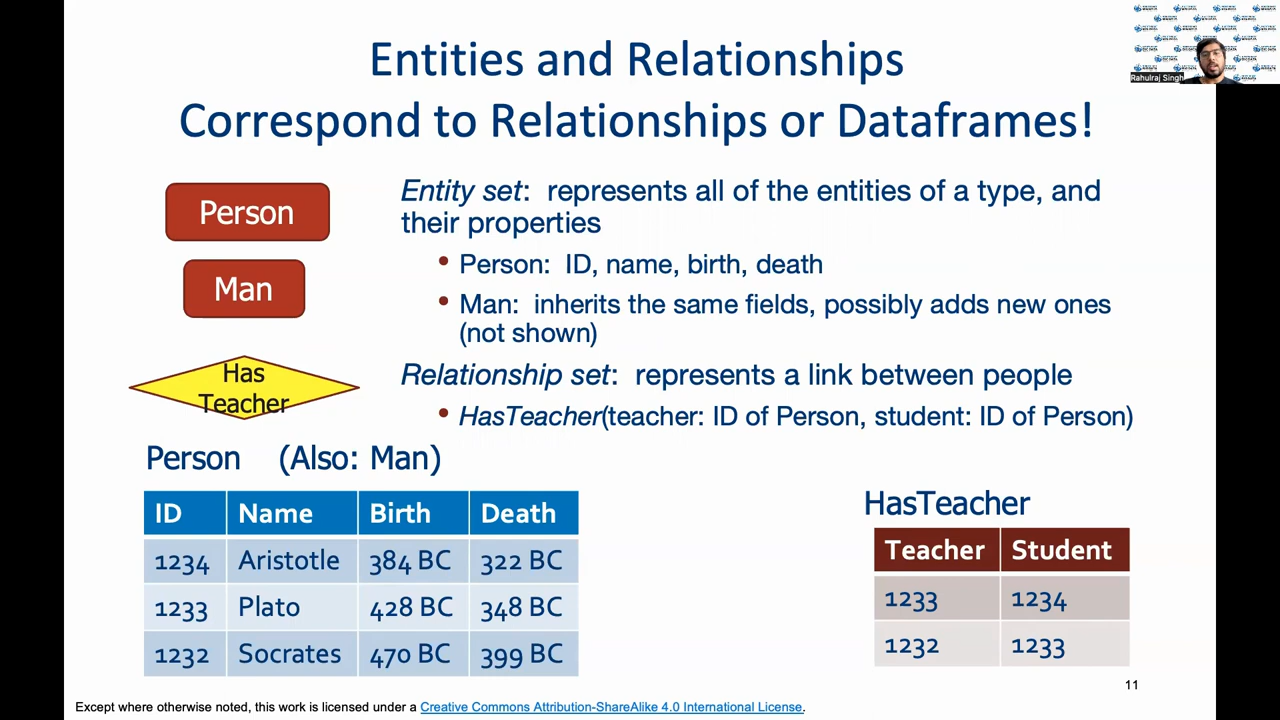 Entities and Relationships
Correspond to Relationships or Dataframes!
Rahulraj Singh
Person
Man
Has
Teacher
Entity set: represents all of the entities of a type, and
their properties
• Person: ID, name, birth, death
• Man: inherits the same fields, possibly adds new ones
(not shown)
Relationship set: represents a link between people
• HasTeacher(teacher: ID of Person, student: ID of Person)
Person (Also: Man)
ID Name Birth Death
1234 Aristotle 384 BC 322 BC
1233 Plato 428 BC 348 BC
1232 Socrates 470 BC 399 BC
HasTeacher
Teacher Student
1233 1234
1232 1233
11
Except where otherwise noted, this work is licensed under a Creative Commons Attribution-ShareAlike 4.0 International License.